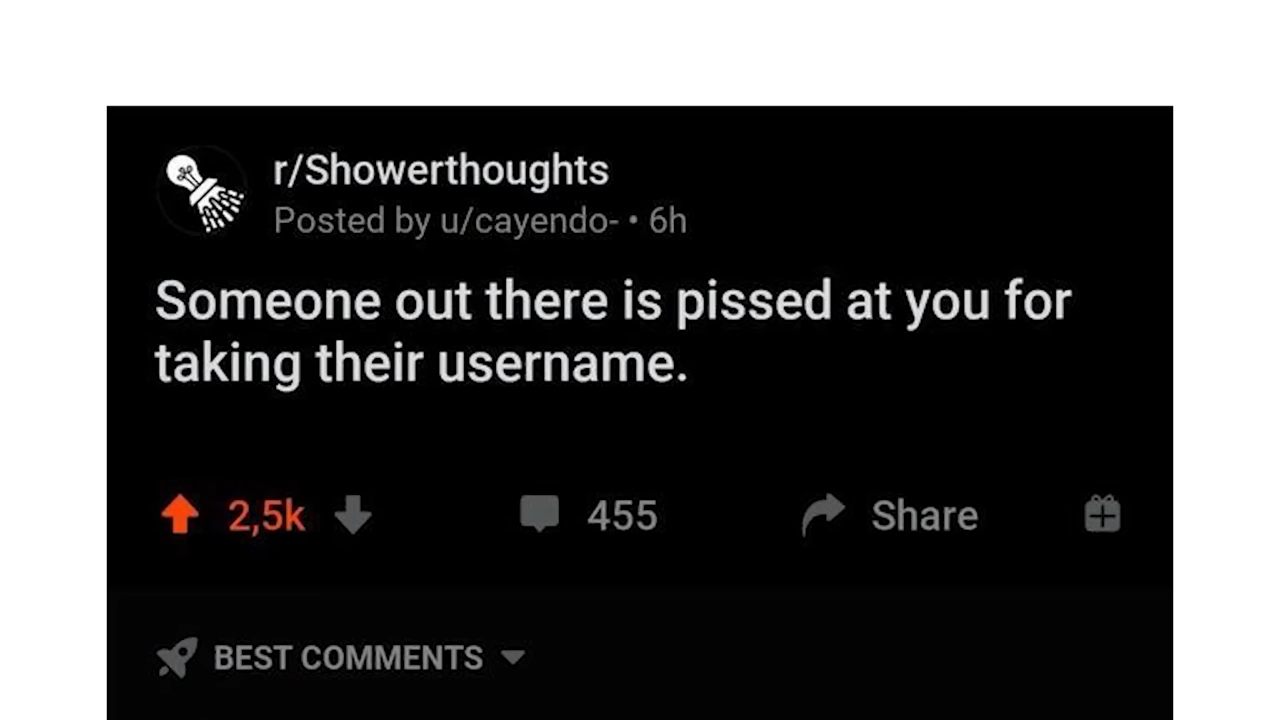 r/Showerthoughts
Posted by u/cayendo- • 6h
Someone out there is pissed at you for
taking their username.
2,5k 455 Share
BEST COMMENTS